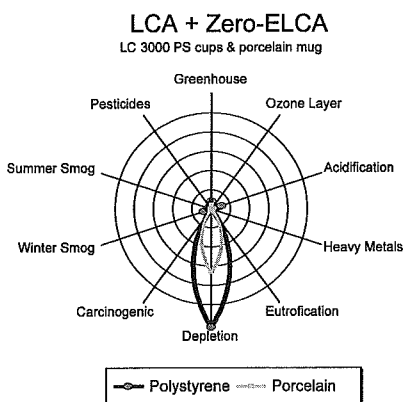 LCA + Zero-ELCA
LC 3000 PS cups & porcelain mug
Greenhouse
Pesticides
Ozone Layer
Summer Smog
Acidification
Winter Smog
Heavy Metals
Carcinogenic
Eutrofication
Depletion
Polystyrene
Porcelain